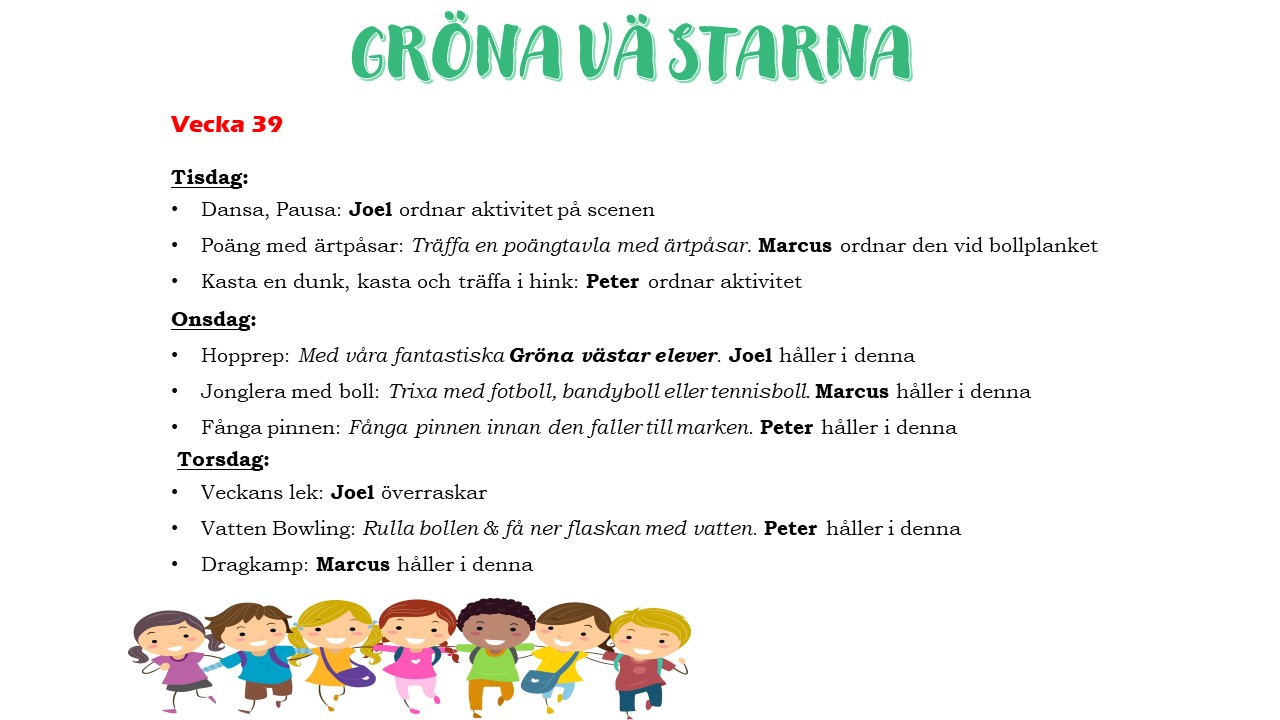 GRÖNA VÄSTARNA
Vecka 39
Tisdag:
• Dansa, Pausa: Joel ordnar aktivitet på scenen
• Poäng med ärtpåsar: Träffa en poängtavla med ärtpåsar. Marcus ordnar den vid bollplanket
• Kasta en dunk, kasta och träffa i hink: Peter ordnar aktivitet
Onsdag:
• Hopprep: Med våra fantastiska Gröna västar elever. Joel håller i denna
• Jonglera med boll: Trixa med fotboll, bandyboll eller tennisboll. Marcus håller i denna
• Fånga pinnen: Fånga pinnen innan den faller till marken. Peter håller i denna
Torsdag:
• Veckans lek: Joel överraskar
• Vatten Bowling: Rulla bollen & få ner flaskan med vatten. Peter håller i denna
• Dragkamp: Marcus håller i denna